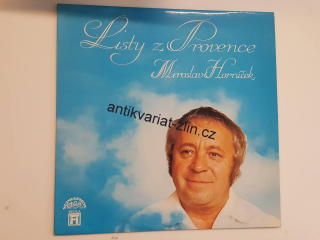 Listy z Provence
Miroslav Horníček
antikvariat-zlin.cz